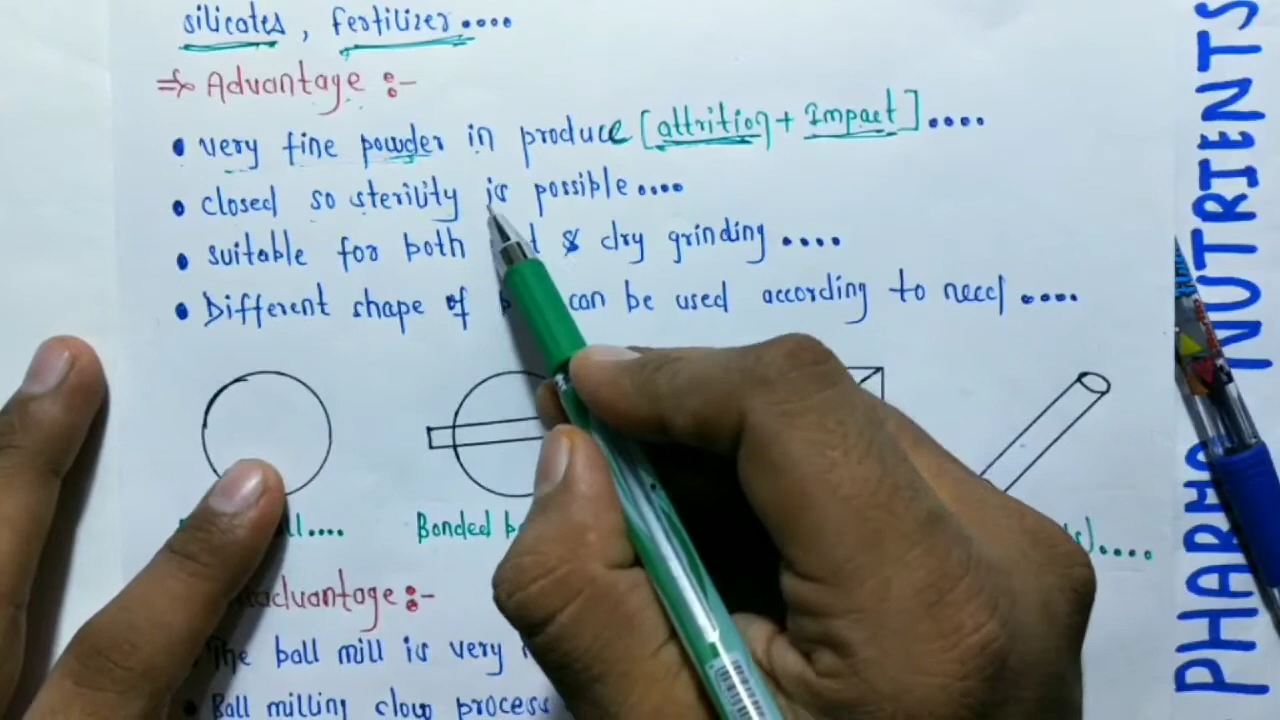 silicates, fertilizer....
⇒ Advantage :-
• very fine powder in produce [attrition + Impact]....
• closed so sterility is possible....
• suitable for both & dry grinding....
• Different shape of can be used according to need....
Bonded
advantage :-
• The ball mill is very
• Ball milling slow process
PHARMA NUTRIENTS